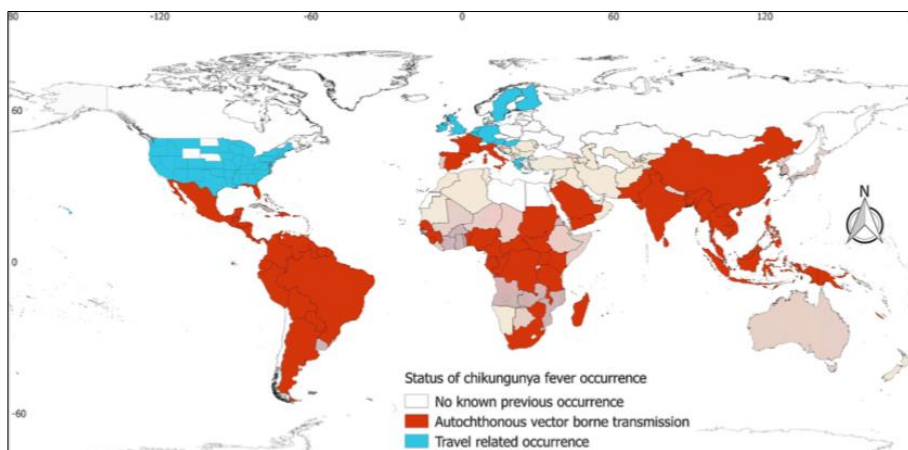 80 -120 -60 0 60 120
60
N
0
Status of chikungunya fever occurrence
No known previous occurrence
Autochthonous vector borne transmission
-60
Travel related occurrence